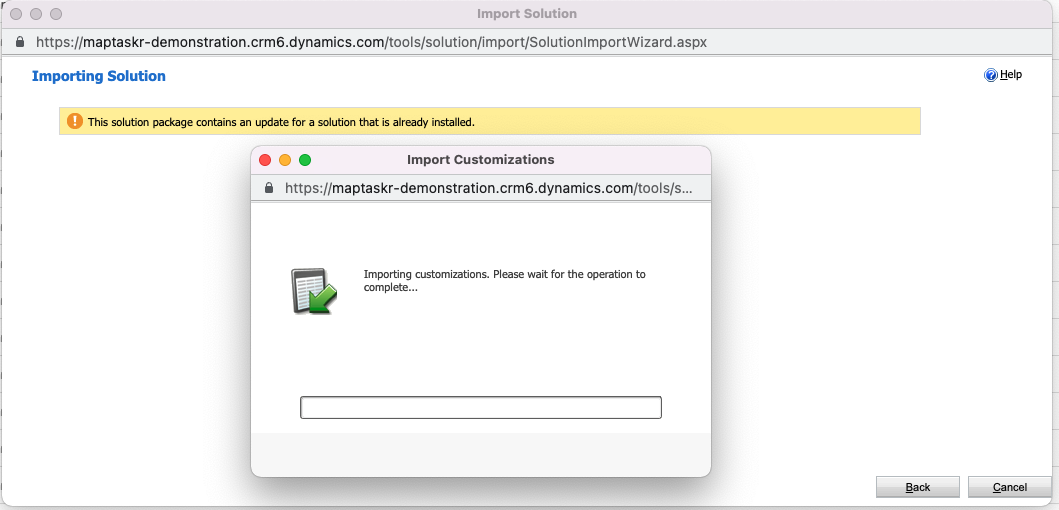 Import Solution
https://maptaskr-demonstration.crm6.dynamics.com/tools/solution/import/SolutionImportWizard.aspx
Importing Solution
Help
This solution package contains an update for a solution that is already installed.
Import Customizations
https://maptaskr-demonstration.crm6.dynamics.com/tools/s...
Importing customizations. Please wait for the operation to
complete...
Back
Cancel